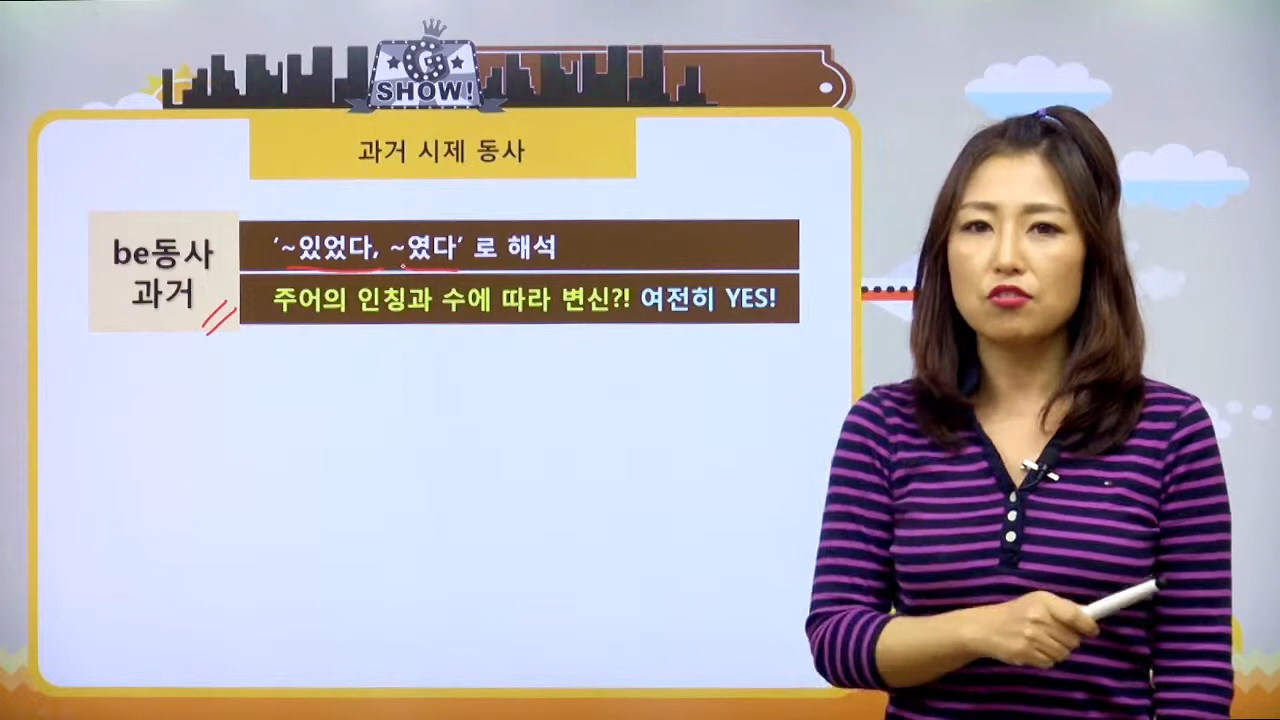 G
SHOW!
과거 시제 동사
be동사
과거
‘~있었다, ~였다’ 로 해석
주어의 인칭과 수에 따라 변신?! 여전히 YES!